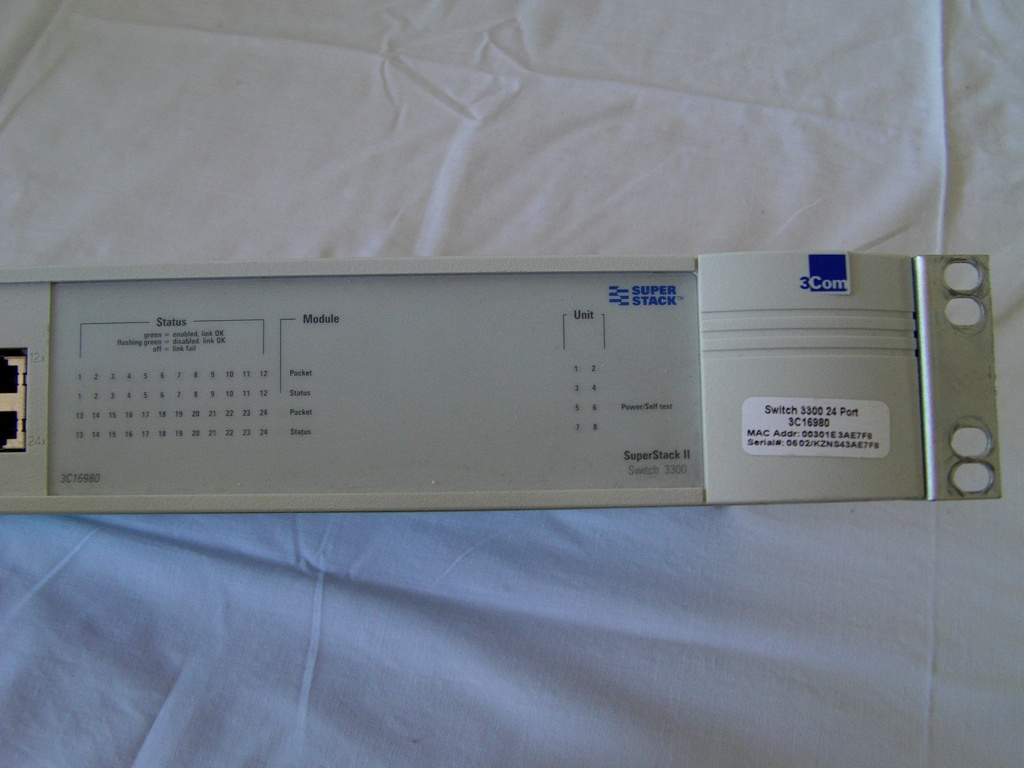 12x
24x
Status
green = enabled, link OK
flashing green = disabled, link OK
off = link fail
1 2 3 4 5 6 7 8 9 10 11 12 Packet
1 2 3 4 5 6 7 8 9 10 11 12 Status
13 14 15 16 17 18 19 20 21 22 23 24 Packet
13 14 15 16 17 18 19 20 21 22 23 24 Status
3C16980
Module
SUPER
STACK™
Unit
1 2
3 4
5 6 Power/Self test
7 8
SuperStack II
Switch 3300
3Com
Switch 3300 24 Port
3C16980
MAC Addr: 00301E3AE7F8
Serial#: 0602/KZNS43AE7F8